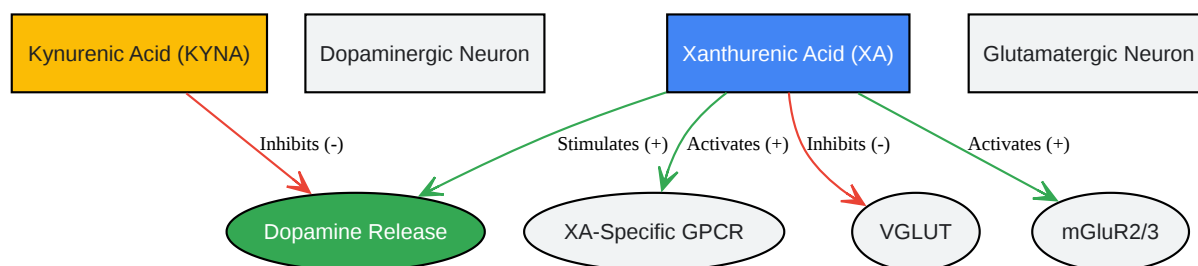 Kynurenic Acid (KYNA)
Dopaminergic Neuron
Xanthurenic Acid (XA)
Glutamatergic Neuron
Inhibits (-)
Stimulates (+)
Activates (+)
Inhibits (-)
Activates (+)
Dopamine Release
XA-Specific GPCR
VGLUT
mGluR2/3